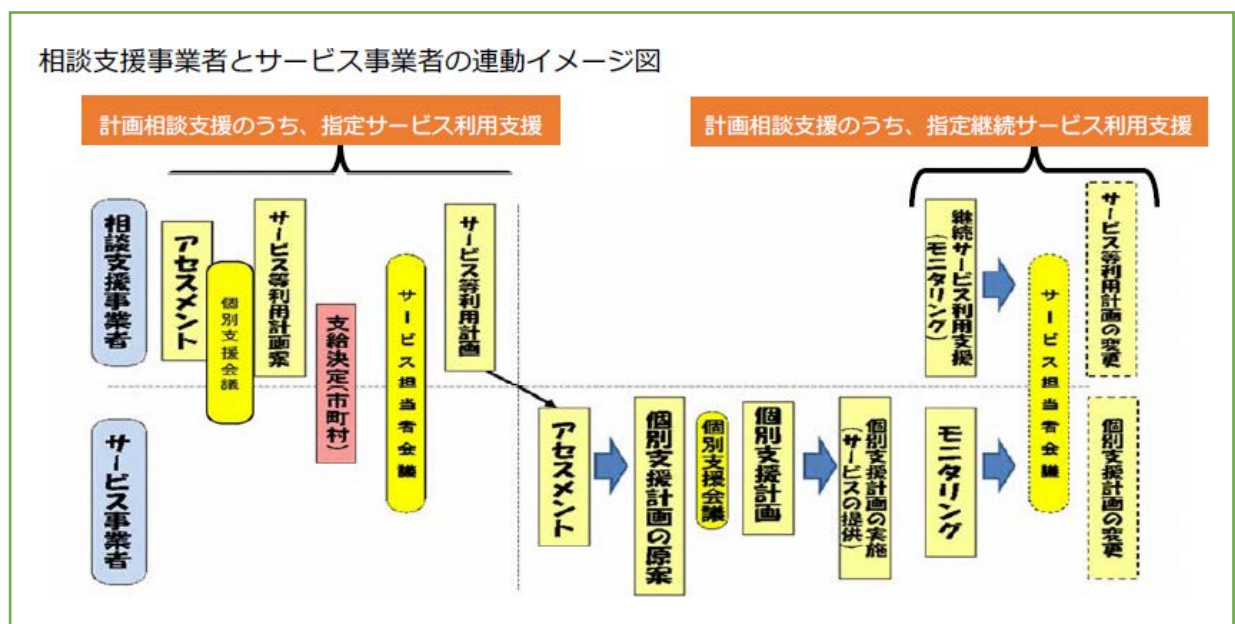 相談支援事業者とサービス事業者の連動イメージ図
計画相談支援のうち、指定サービス利用支援
計画相談支援のうち、指定継続サービス利用支援
相談支援事業者
アセスメント
個別支援会議
サービス等利用計画案
支給決定(市町村)
サービス担当者会議
サービス等利用計画
継続サービス利用支援
(モニタリング)
サービス担当者会議
サービス等利用計画の変更
サービス事業者
アセスメント
個別支援計画の原案
個別支援会議
個別支援計画
個別支援計画の実施
(サービスの提供)
モニタリング
個別支援計画の変更